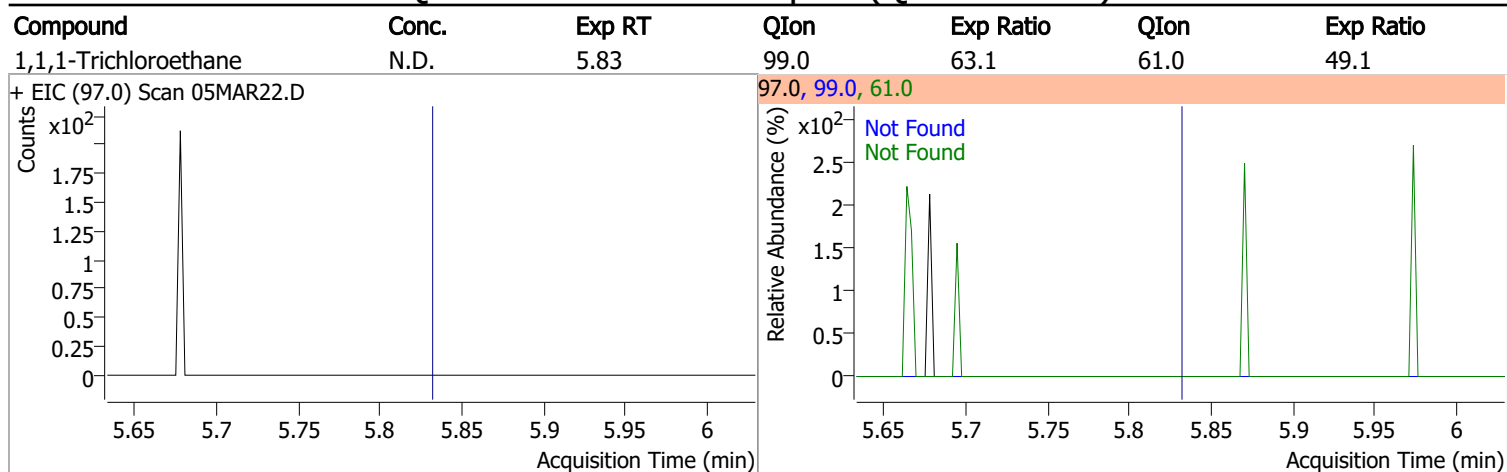 Compound Conc. Exp RT QIon Exp Ratio QIon Exp Ratio
1,1,1-Trichloroethane N.D. 5.83 99.0 63.1 61.0 49.1
+ EIC (97.0) Scan 05MAR22.D
Counts
x10²
1.75
1.5
1.25
1
0.75
0.5
0.25
0
5.65 5.7 5.75 5.8 5.85 5.9 5.95 6
Acquisition Time (min)
97.0, 99.0, 61.0
Relative Abundance (%)
x10²
Not Found
Not Found
2.5
2
1.5
1
0.5
0
5.65 5.7 5.75 5.8 5.85 5.9 5.95 6
Acquisition Time (min)